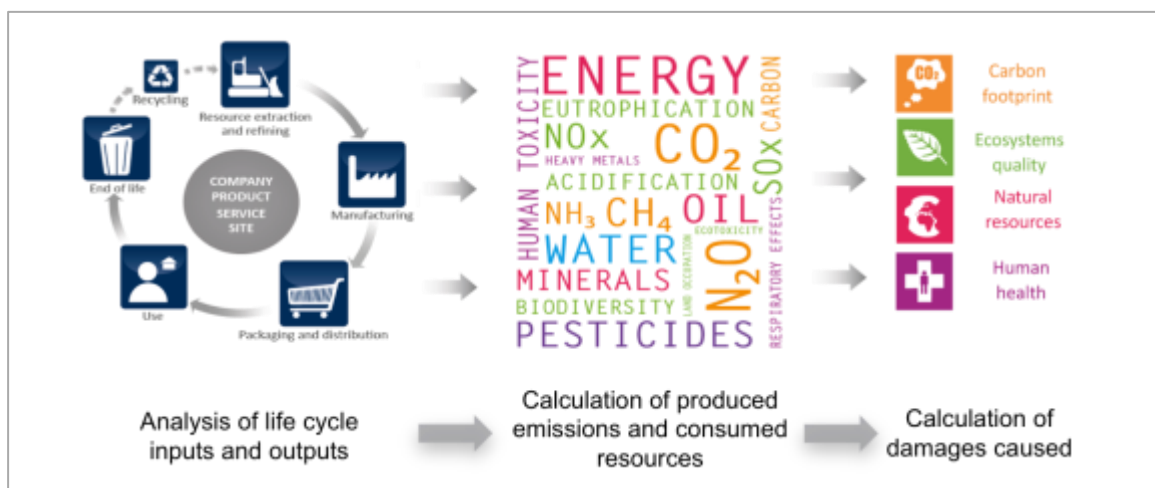 Recycling
Resource extraction
and refining
End of life
COMPANY
PRODUCT
SERVICE
SITE
Manufacturing
Use
Packaging and distribution
HUMAN TOXICITY
ENERGY
EUTROPHICATION
CARBON
NOx
HEAVY METALS
CO₂
SOx
ACIDIFICATION
NH₃
CH₄
OIL
ECOTOXICITY
WATER
LAND OCCUPATION
N₂O
RESPIRATORY EFFECTS
MINERALS
BIODIVERSITY
PESTICIDES
CO₂
Carbon
footprint
Ecosystems
quality
Natural
resources
Human
health
Analysis of life cycle
inputs and outputs
Calculation of produced
emissions and consumed
resources
Calculation of
damages caused